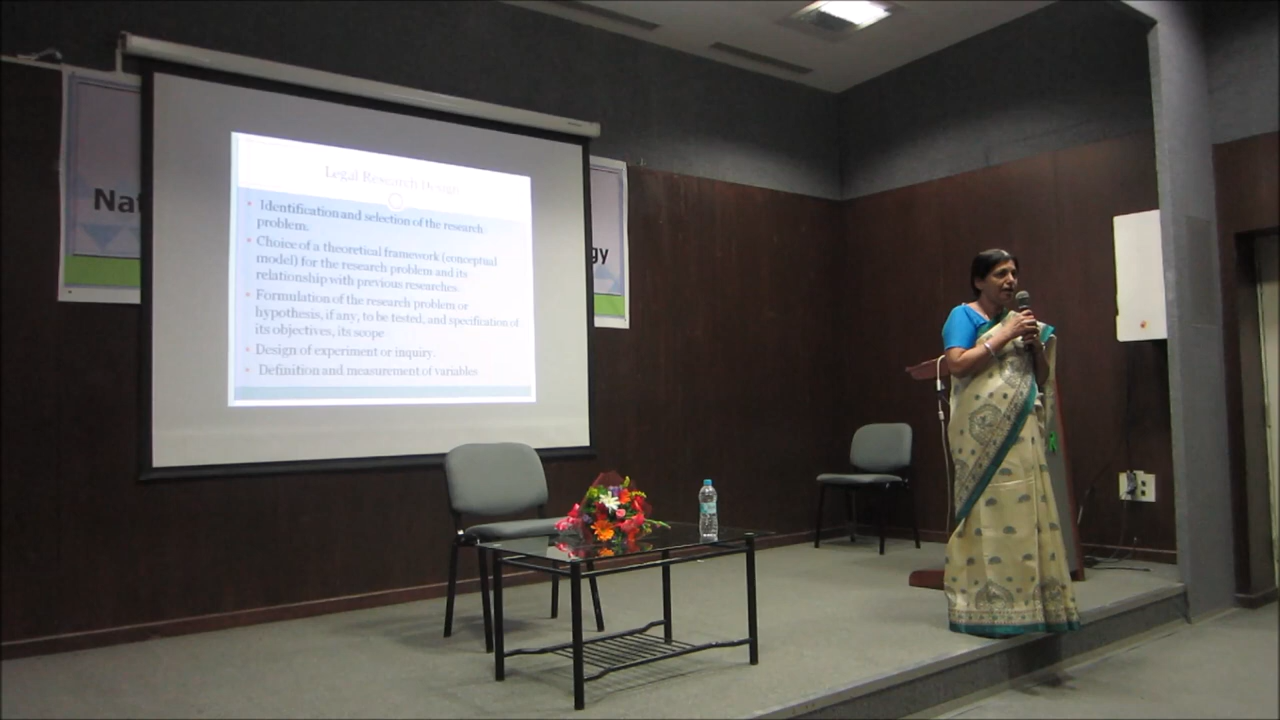 Legal Research Design
Identification and selection of the research
problem.
Choice of a theoretical framework (conceptual
model) for the research problem and its
relationship with previous researches.
Formulation of the research problem or
hypothesis, if any, to be tested, and specification of
its objectives, its scope
Design of experiment or inquiry.
Definition and measurement of variables
Nat
gy